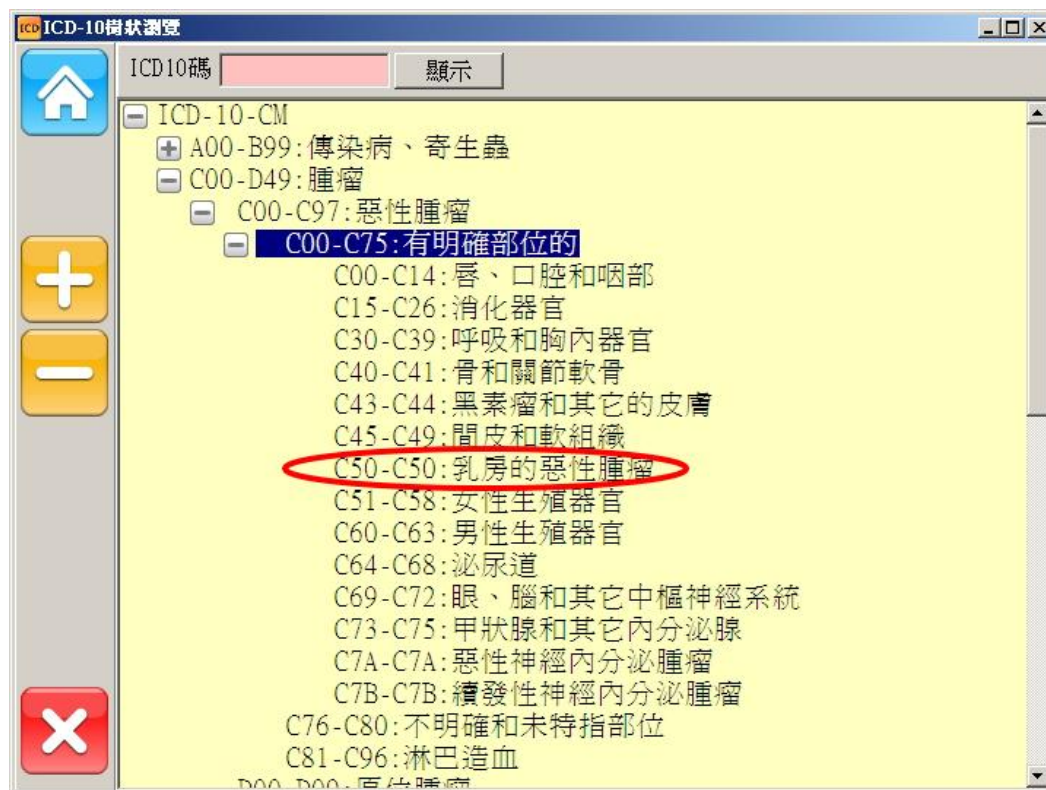 ICD ICD-10樹狀瀏覽
ICD10碼 顯示
ICD-10-CM
A00-B99:傳染病、寄生蟲
C00-D49:腫瘤
C00-C97:惡性腫瘤
C00-C75:有明確部位的
C00-C14:唇、口腔和咽部
C15-C26:消化器官
C30-C39:呼吸和胸內器官
C40-C41:骨和關節軟骨
C43-C44:黑素瘤和其它的皮膚
C45-C49:間皮和軟組織
C50-C50:乳房的惡性腫瘤
C51-C58:女性生殖器官
C60-C63:男性生殖器官
C64-C68:泌尿道
C69-C72:眼、腦和其它中樞神經系統
C73-C75:甲狀腺和其它內分泌腺
C7A-C7A:惡性神經內分泌腫瘤
C7B-C7B:續發性神經內分泌腫瘤
C76-C80:不明確和未特指部位
C81-C96:淋巴造血
D00-D09:原位腫瘤